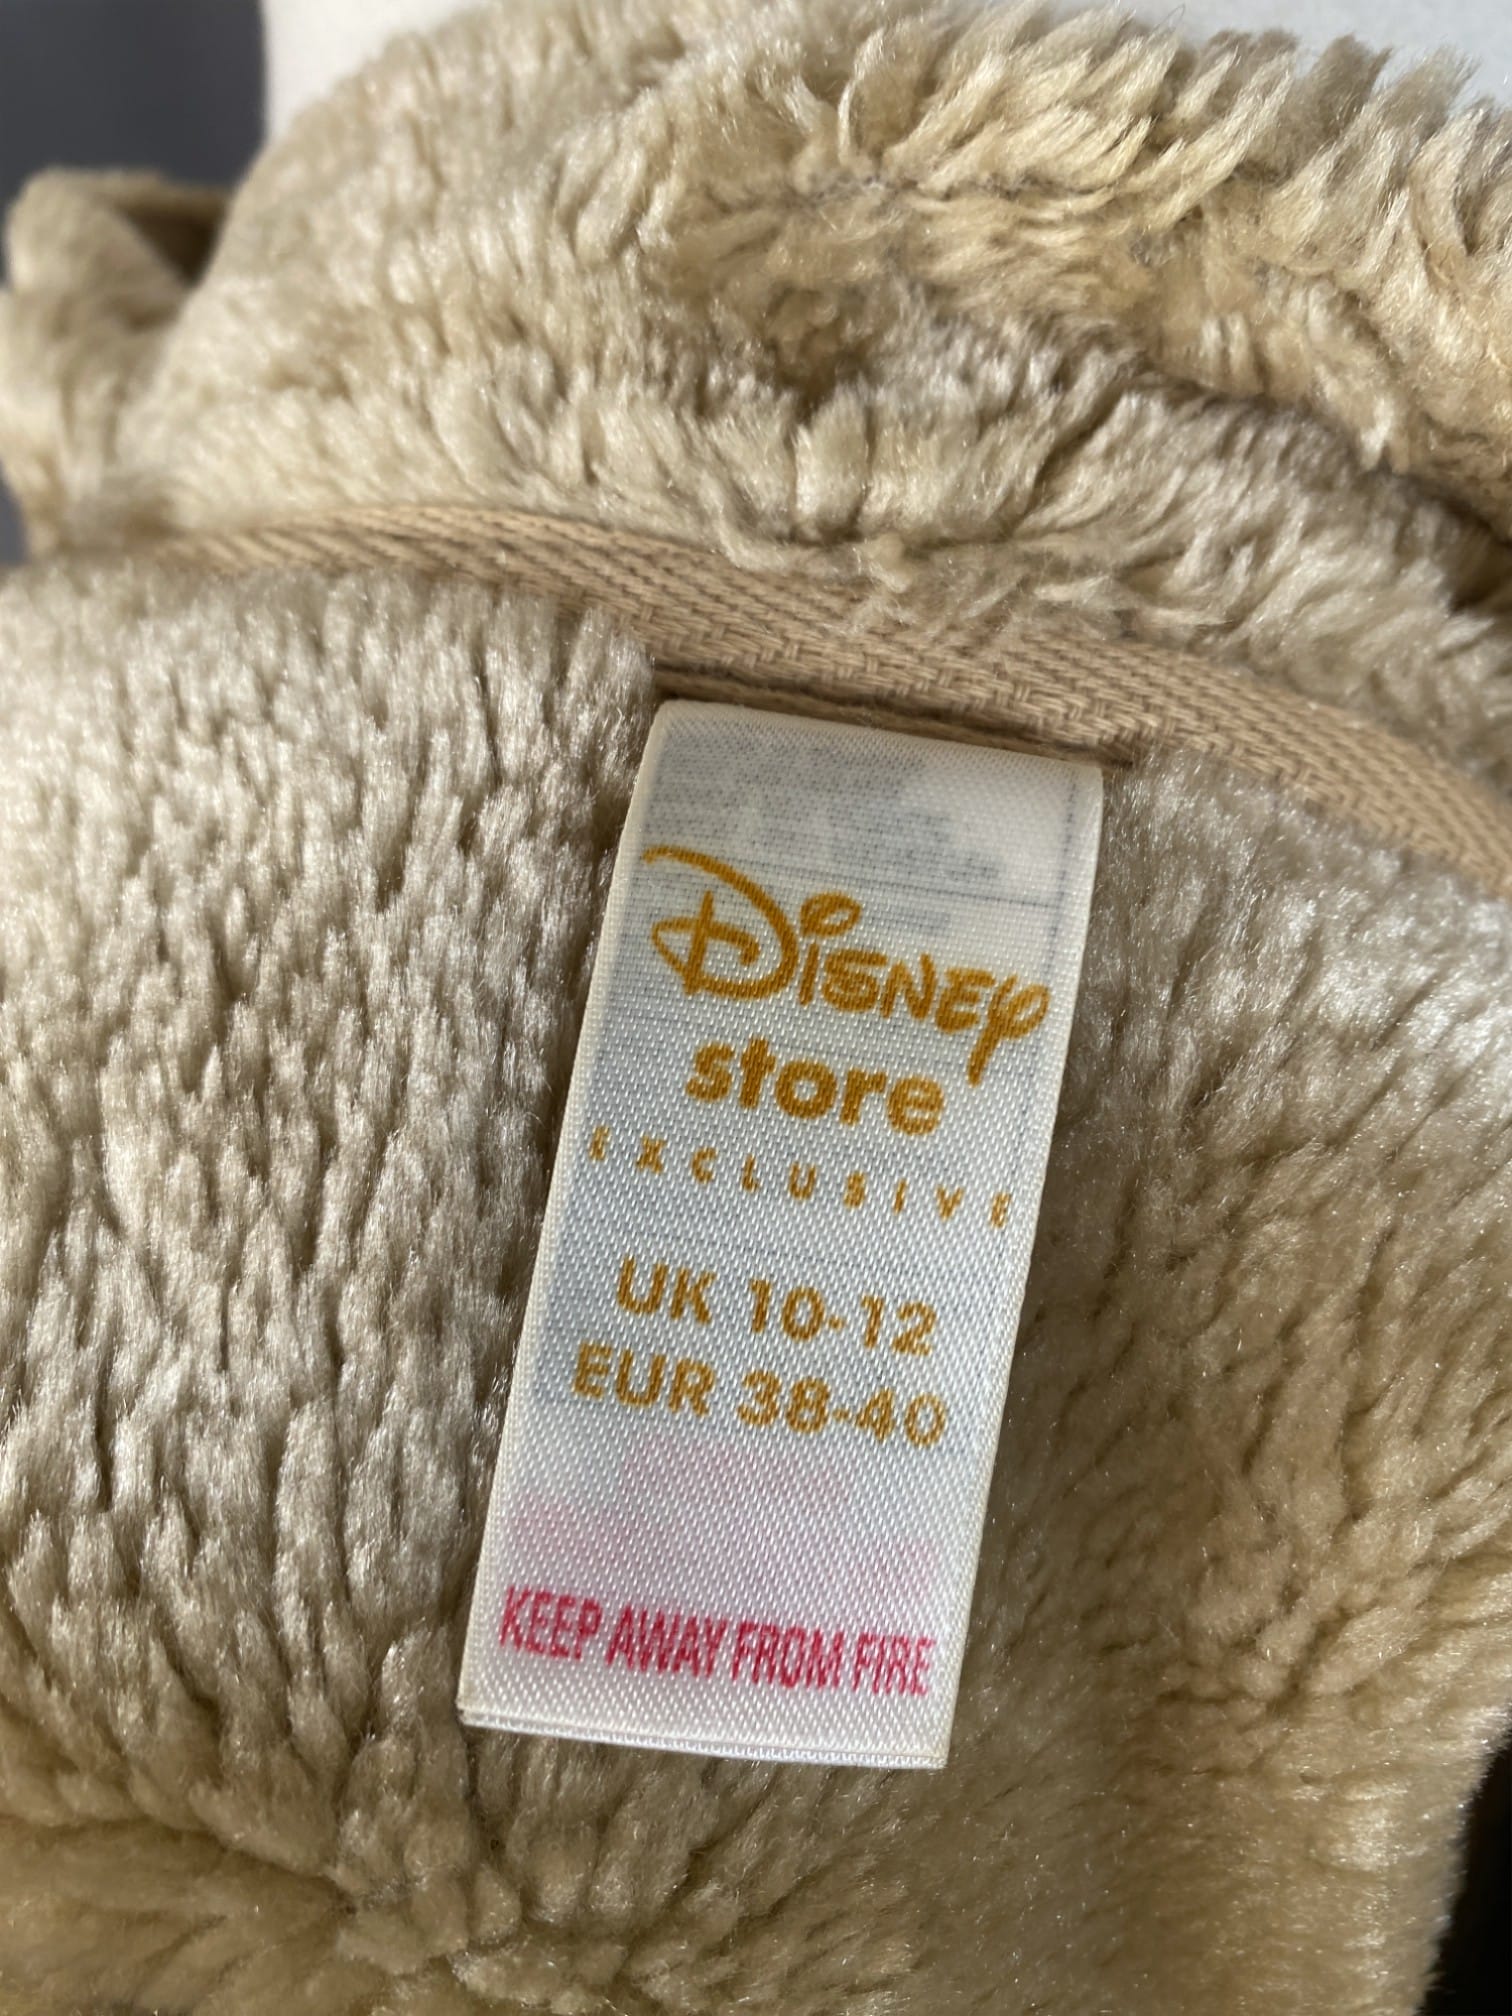 Disney
store
EXCLUSIVE
UK 10-12
EUR 38-40
KEEP AWAY FROM FIRE